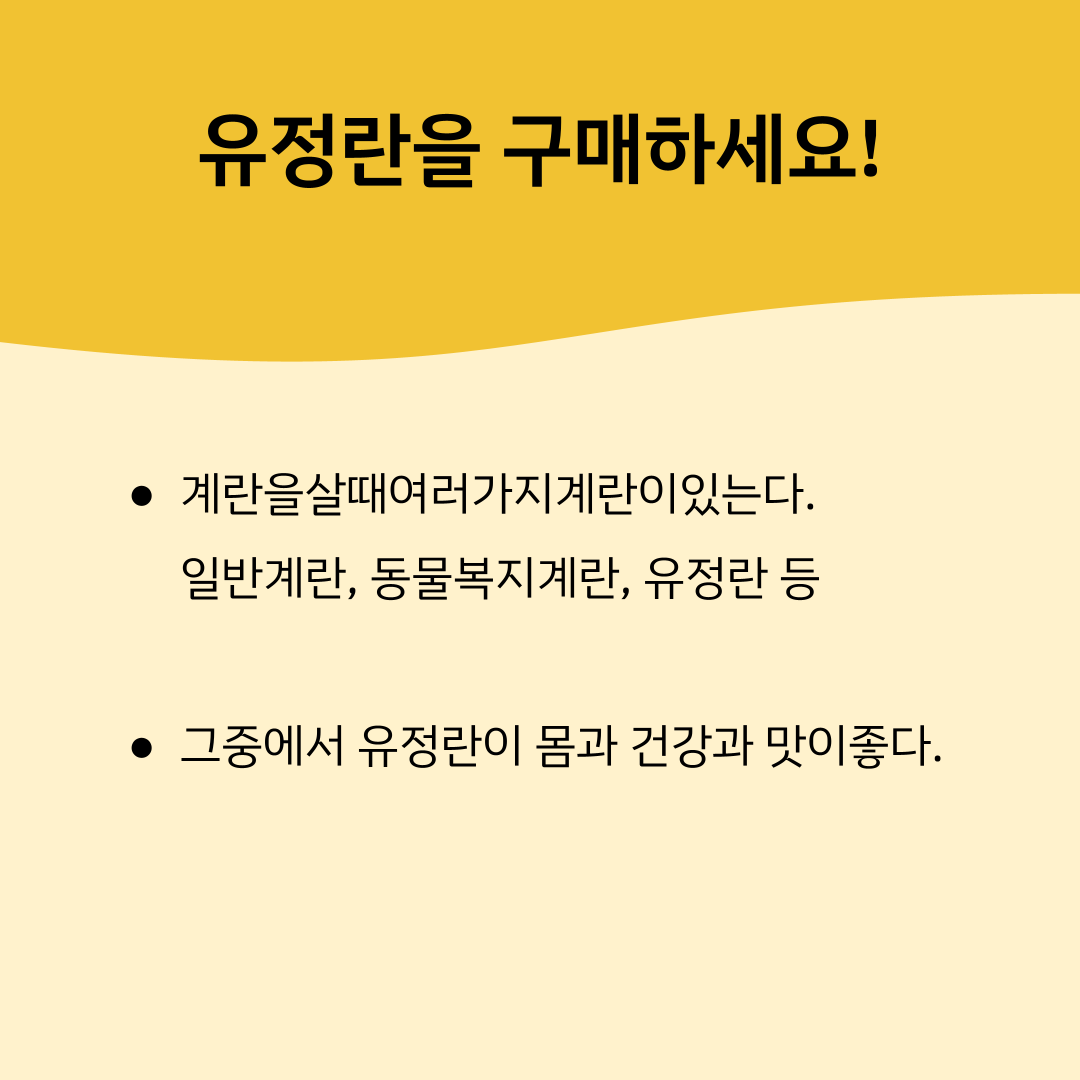 유정란을 구매하세요!
● 계란을살때여러가지계란이있는다.
일반계란, 동물복지계란, 유정란 등
● 그중에서 유정란이 몸과 건강과 맛이좋다.